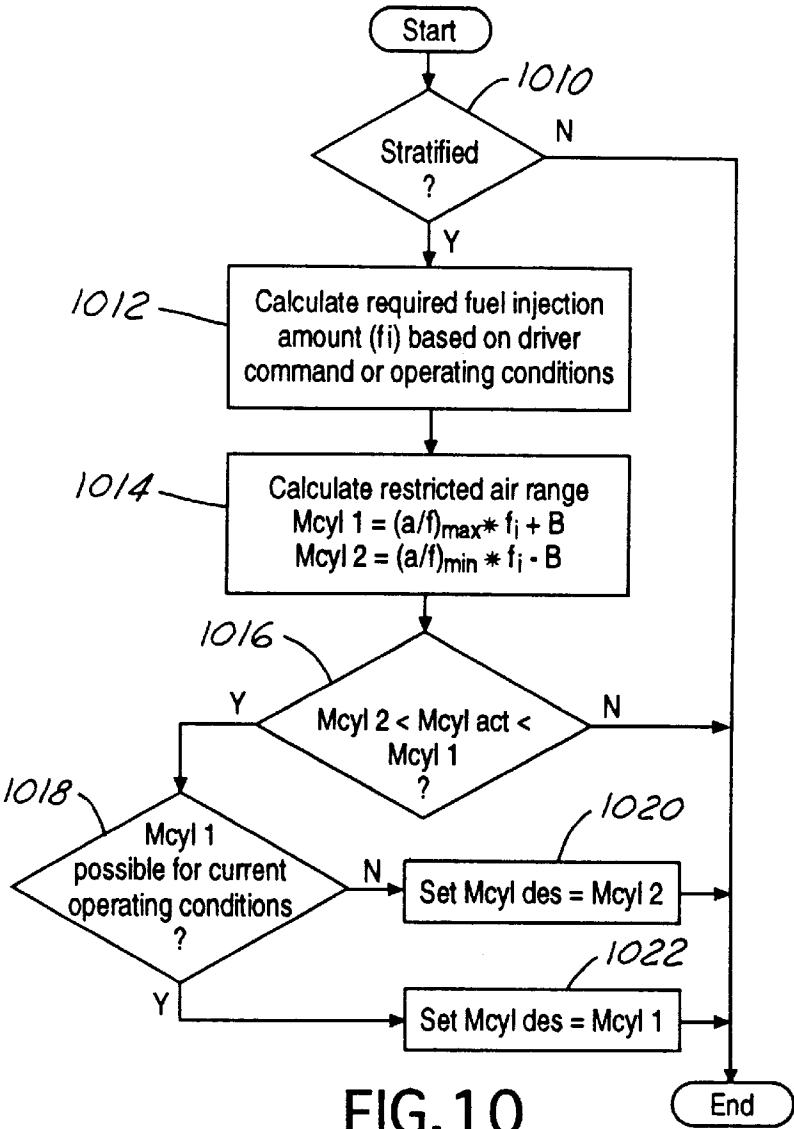 Start
1010
N
Stratified
?
Y
1012
Calculate required fuel injection
amount (fi) based on driver
command or operating conditions
1014
Calculate restricted air range
Mcyl 1 = (a/f)max* fi + B
Mcyl 2 = (a/f)min * fi - B
1016
Y
N
Mcyl 2 < Mcyl act <
Mcyl 1
?
1018
Mcyl 1
possible for current
operating conditions
?
N
1020
Set Mcyl des = Mcyl 2
Y
1022
Set Mcyl des = Mcyl 1
FIG.10
End